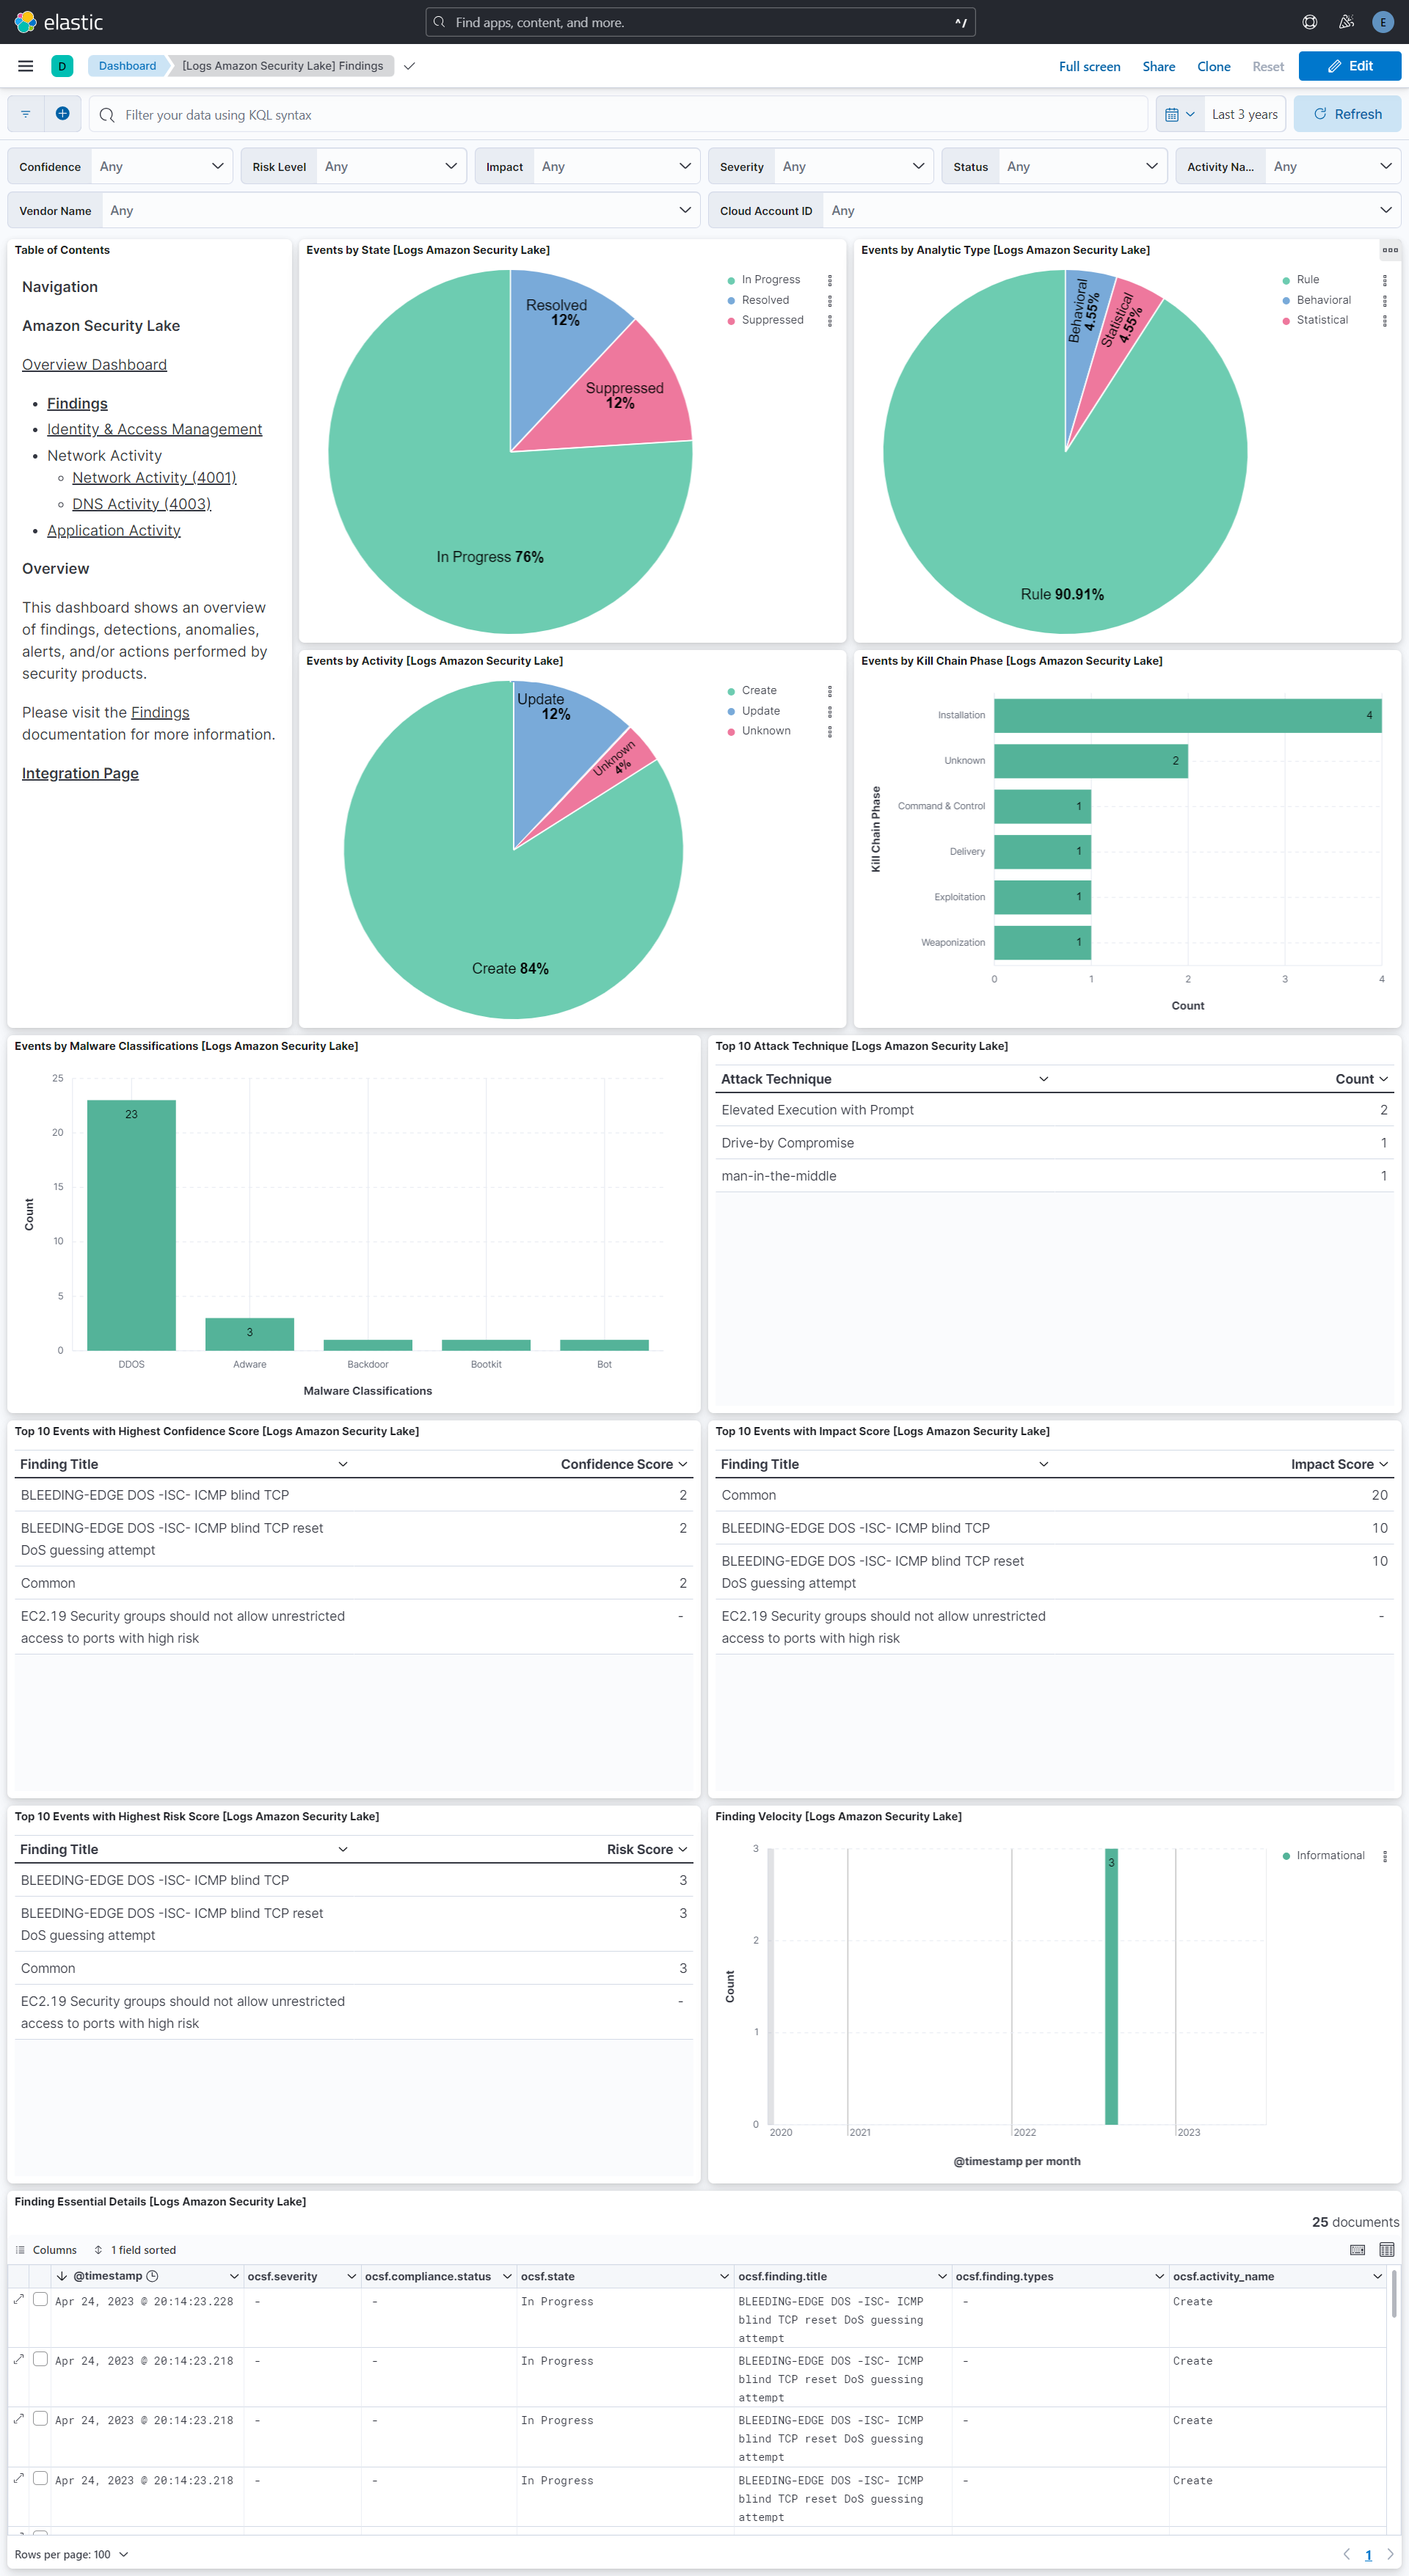 elastic
Find apps, content, and more.
^/
E
D
Dashboard
[Logs Amazon Security Lake] Findings
Full screen
Share
Clone
Reset
Edit
Filter your data using KQL syntax
Last 3 years
Refresh
Confidence Any
Risk Level Any
Impact Any
Severity Any
Status Any
Activity Na... Any
Vendor Name Any
Cloud Account ID Any
Table of Contents
Navigation
Amazon Security Lake
Overview Dashboard
• Findings
• Identity & Access Management
• Network Activity
Network Activity (4001)
DNS Activity (4003)
• Application Activity
Overview
This dashboard shows an overview
of findings, detections, anomalies,
alerts, and/or actions performed by
security products.
Please visit the Findings
documentation for more information.
Integration Page
Events by State [Logs Amazon Security Lake]
Resolved
12%
Suppressed
12%
In Progress 76%
In Progress
Resolved
Suppressed
Events by Analytic Type [Logs Amazon Security Lake]
Behavioral
4.55%
Statistical
4.55%
Rule 90.91%
Rule
Behavioral
Statistical
Events by Activity [Logs Amazon Security Lake]
Update
12%
Unknown
4%
Create 84%
Create
Update
Unknown
Events by Kill Chain Phase [Logs Amazon Security Lake]
Kill Chain Phase
Installation 4
Unknown 2
Command & Control 1
Delivery 1
Exploitation 1
Weaponization 1
0 1 2 3 4
Count
Events by Malware Classifications [Logs Amazon Security Lake]
Count
25
20
15
10
5
0
23
3
DDOS Adware Backdoor Bootkit Bot
Malware Classifications
Top 10 Attack Technique [Logs Amazon Security Lake]
Attack Technique Count
Elevated Execution with Prompt 2
Drive-by Compromise 1
man-in-the-middle 1
Top 10 Events with Highest Confidence Score [Logs Amazon Security Lake]
Finding Title Confidence Score
BLEEDING-EDGE DOS -ISC- ICMP blind TCP 2
BLEEDING-EDGE DOS -ISC- ICMP blind TCP reset 2
DoS guessing attempt
Common 2
EC2.19 Security groups should not allow unrestricted -
access to ports with high risk
Top 10 Events with Impact Score [Logs Amazon Security Lake]
Finding Title Impact Score
Common 20
BLEEDING-EDGE DOS -ISC- ICMP blind TCP 10
BLEEDING-EDGE DOS -ISC- ICMP blind TCP reset 10
DoS guessing attempt
EC2.19 Security groups should not allow unrestricted -
access to ports with high risk
Top 10 Events with Highest Risk Score [Logs Amazon Security Lake]
Finding Title Risk Score
BLEEDING-EDGE DOS -ISC- ICMP blind TCP 3
BLEEDING-EDGE DOS -ISC- ICMP blind TCP reset 3
DoS guessing attempt
Common 3
EC2.19 Security groups should not allow unrestricted -
access to ports with high risk
Finding Velocity [Logs Amazon Security Lake]
Count
3
2
1
0
3
2020 2021 2022 2023
@timestamp per month
Informational
Finding Essential Details [Logs Amazon Security Lake]
25 documents
Columns
1 field sorted
@timestamp ocsf.severity ocsf.compliance.status ocsf.state ocsf.finding.title ocsf.finding.types ocsf.activity_name
Apr 24, 2023 @ 20:14:23.228 - - In Progress BLEEDING-EDGE DOS -ISC- ICMP - Create
blind TCP reset DoS guessing
attempt
Apr 24, 2023 @ 20:14:23.218 - - In Progress BLEEDING-EDGE DOS -ISC- ICMP - Create
blind TCP reset DoS guessing
attempt
Apr 24, 2023 @ 20:14:23.218 - - In Progress BLEEDING-EDGE DOS -ISC- ICMP - Create
blind TCP reset DoS guessing
attempt
Apr 24, 2023 @ 20:14:23.218 - - In Progress BLEEDING-EDGE DOS -ISC- ICMP - Create
blind TCP reset DoS guessing
attempt
Rows per page: 100
1